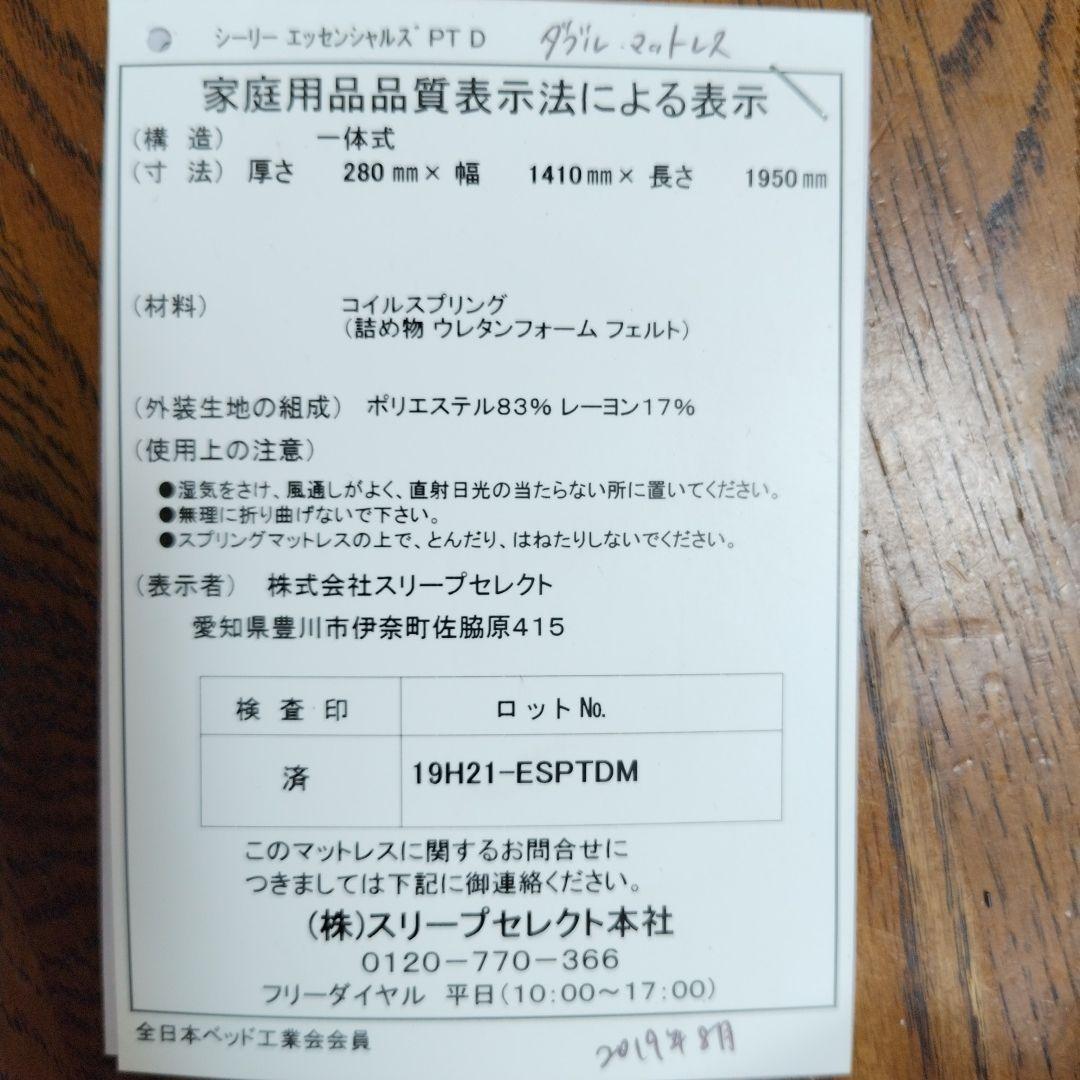 シーリー エッセンシャルズ PT D ダブル・マットレス
家庭用品品質表示法による表示
(構 造) 一体式
(寸 法) 厚さ 280㎜× 幅 1410㎜× 長さ 1950㎜
(材料) コイルスプリング
(詰め物 ウレタンフォーム フェルト)
(外装生地の組成) ポリエステル83% レーヨン17%
(使用上の注意)
●湿気をさけ、風通しがよく、直射日光の当たらない所に置いてください。
●無理に折り曲げないで下さい。
●スプリングマットレスの上で、とんだり、はねたりしないでください。
(表示者) 株式会社スリープセレクト
愛知県豊川市伊奈町佐脇原415
検 査 印 ロット№.
済 19H21-ESPTDM
このマットレスに関するお問合せに
つきましては下記に御連絡ください。
(株)スリープセレクト本社
0120-770-366
フリーダイヤル 平日(10:00～17:00)
全日本ベッド工業会会員 2019年8月